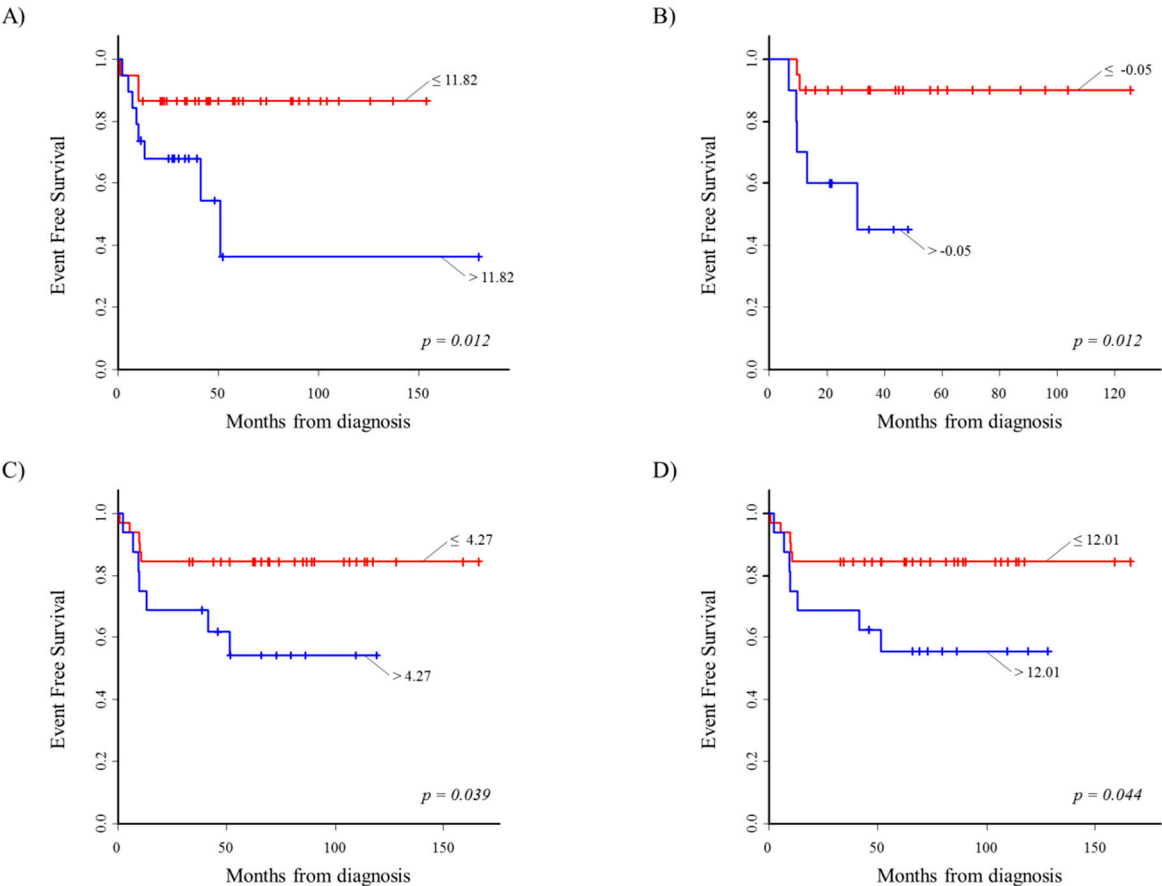 A)
Event Free Survival
1.0
0.8
0.6
0.4
0.2
0.0
≤ 11.82
> 11.82
p = 0.012
0 50 100 150
Months from diagnosis
B)
Event Free Survival
1.0
0.8
0.6
0.4
0.2
0.0
≤ -0.05
> -0.05
p = 0.012
0 20 40 60 80 100 120
Months from diagnosis
C)
Event Free Survival
1.0
0.8
0.6
0.4
0.2
0.0
≤ 4.27
> 4.27
p = 0.039
0 50 100 150
Months from diagnosis
D)
Event Free Survival
1.0
0.8
0.6
0.4
0.2
0.0
≤ 12.01
> 12.01
p = 0.044
0 50 100 150
Months from diagnosis